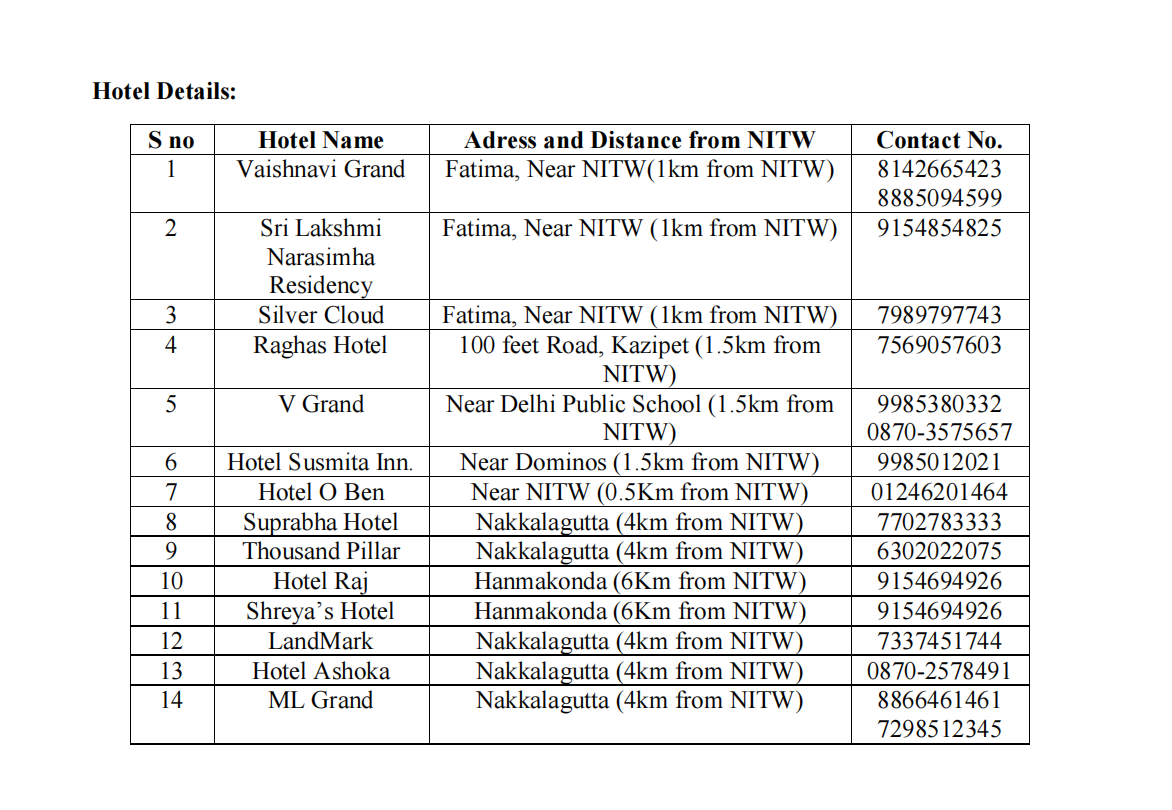 Hotel Details:
S no Hotel Name Adress and Distance from NITW Contact No.
1 Vaishnavi Grand Fatima, Near NITW(1km from NITW) 8142665423
8885094599
2 Sri Lakshmi Fatima, Near NITW (1km from NITW) 9154854825
Narasimha
Residency
3 Silver Cloud Fatima, Near NITW (1km from NITW) 7989797743
4 Raghas Hotel 100 feet Road, Kazipet (1.5km from 7569057603
NITW)
5 V Grand Near Delhi Public School (1.5km from 9985380332
NITW) 0870-3575657
6 Hotel Susmita Inn. Near Dominos (1.5km from NITW) 9985012021
7 Hotel O Ben Near NITW (0.5Km from NITW) 01246201464
8 Suprabha Hotel Nakkalagutta (4km from NITW) 7702783333
9 Thousand Pillar Nakkalagutta (4km from NITW) 6302022075
10 Hotel Raj Hanmakonda (6Km from NITW) 9154694926
11 Shreya’s Hotel Hanmakonda (6Km from NITW) 9154694926
12 LandMark Nakkalagutta (4km from NITW) 7337451744
13 Hotel Ashoka Nakkalagutta (4km from NITW) 0870-2578491
14 ML Grand Nakkalagutta (4km from NITW) 8866461461
7298512345